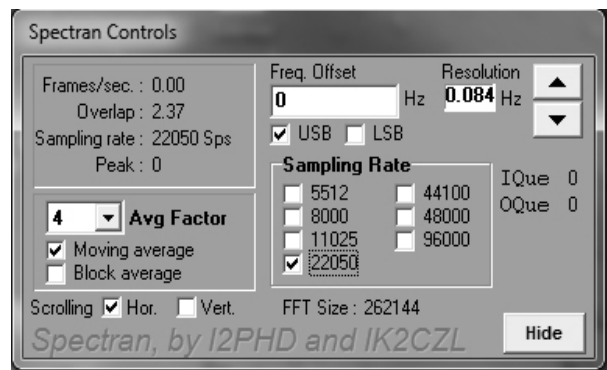 Spectran Controls
Frames/sec. : 0.00
Overlap : 2.37
Sampling rate : 22050 Sps
Peak : 0
4 Avg Factor
Moving average
Block average
Scrolling Hor. Vert.
Freq. Offset
0 Hz
USB LSB
Resolution
0.084 Hz
Sampling Rate
5512 44100
8000 48000
11025 96000
22050
IQue 0
OQue 0
FFT Size : 262144
Spectran, by I2PHD and IK2CZL
Hide